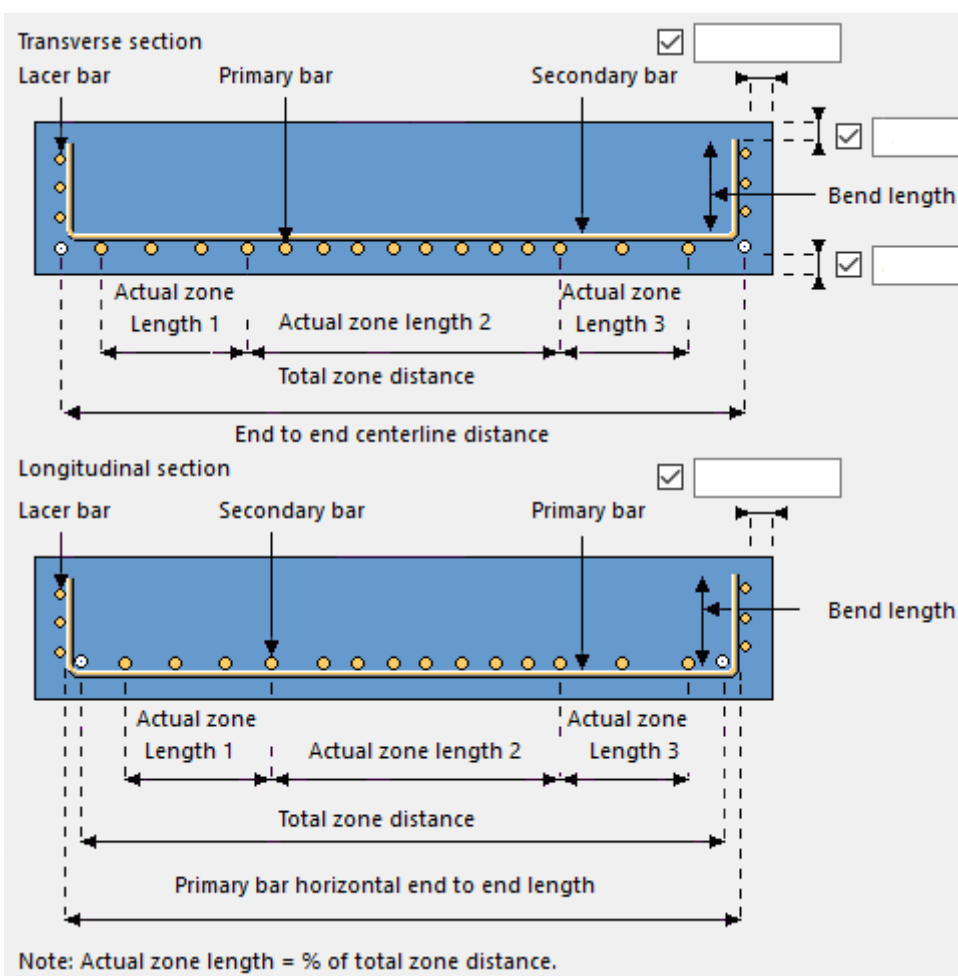 Transverse section
Lacer bar Primary bar Secondary bar
Bend length
Actual zone Actual zone
Length 1 Actual zone length 2 Length 3
Total zone distance
End to end centerline distance
Longitudinal section
Lacer bar Secondary bar Primary bar
Bend length
Actual zone Actual zone
Length 1 Actual zone length 2 Length 3
Total zone distance
Primary bar horizontal end to end length
Note: Actual zone length = % of total zone distance.